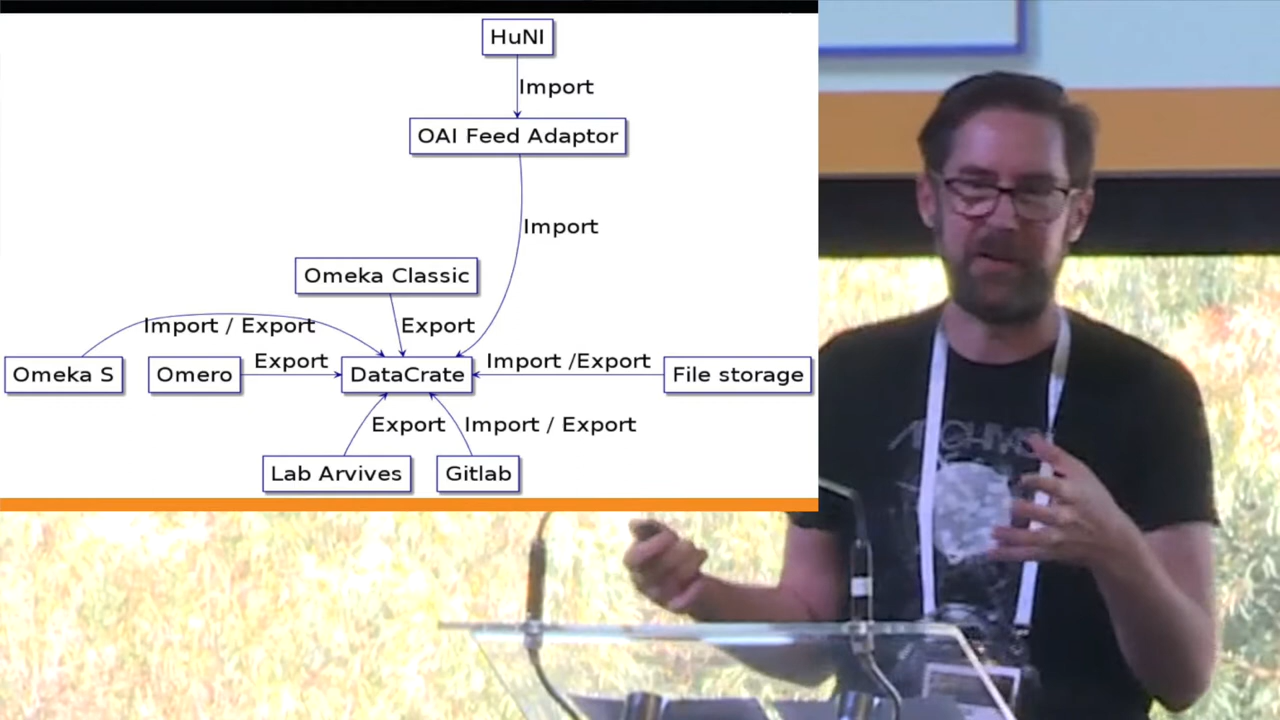 HuNI
Import
OAI Feed Adaptor
Import
Omeka Classic
Import / Export
Export
Omeka S
Omero
Export
DataCrate
Import /Export
File storage
Export
Import / Export
Lab Arvives
Gitlab